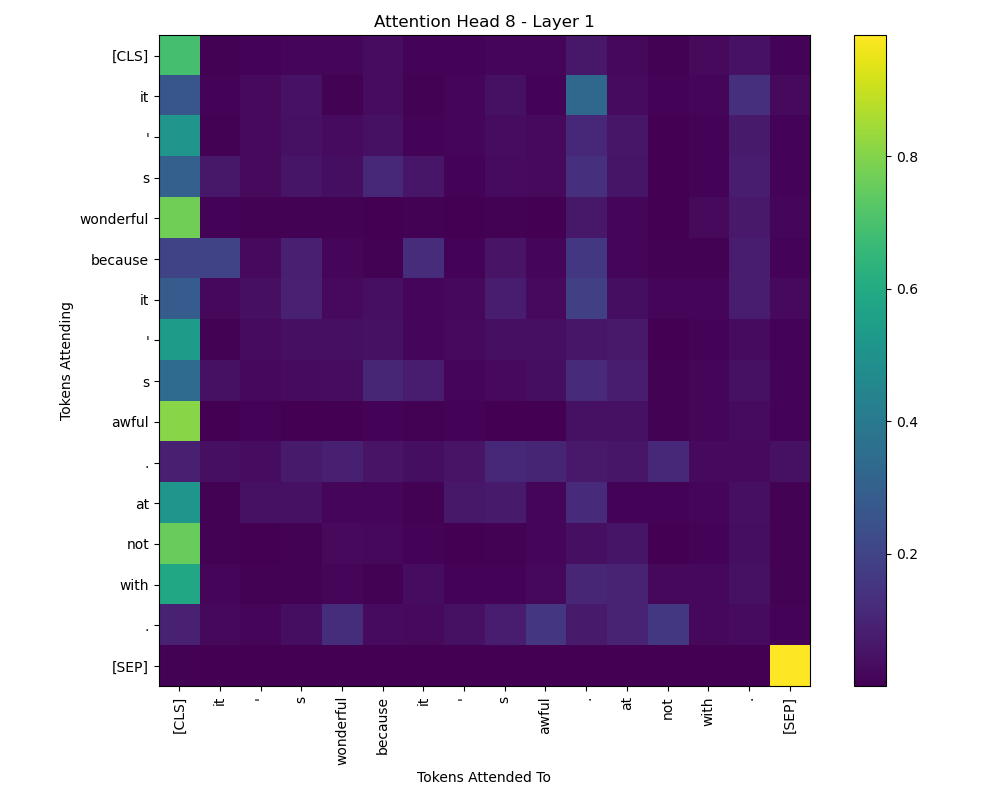 Attention Head 8 - Layer 1
Tokens Attending
[CLS]
it
'
s
wonderful
because
it
'
s
awful
.
at
not
with
.
[SEP]
[CLS]
it
'
s
wonderful
because
it
'
s
awful
.
at
not
with
.
[SEP]
Tokens Attended To
0.8
0.6
0.4
0.2